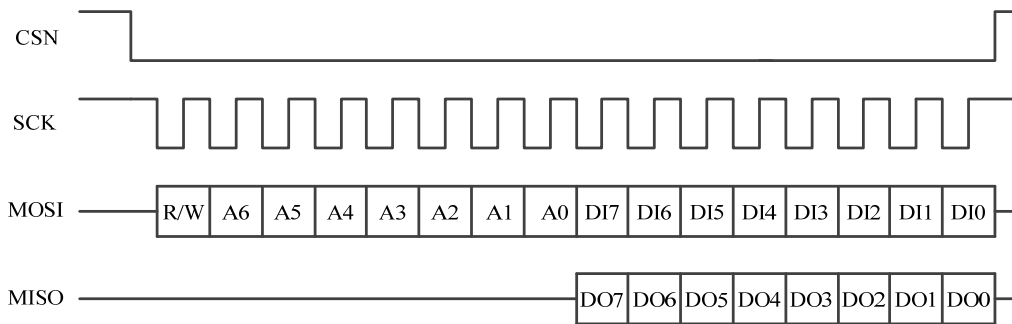 CSN
SCK
MOSI R/W A6 A5 A4 A3 A2 A1 A0 DI7 DI6 DI5 DI4 DI3 DI2 DI1 DI0
MISO DO7 DO6 DO5 DO4 DO3 DO2 DO1 DO0